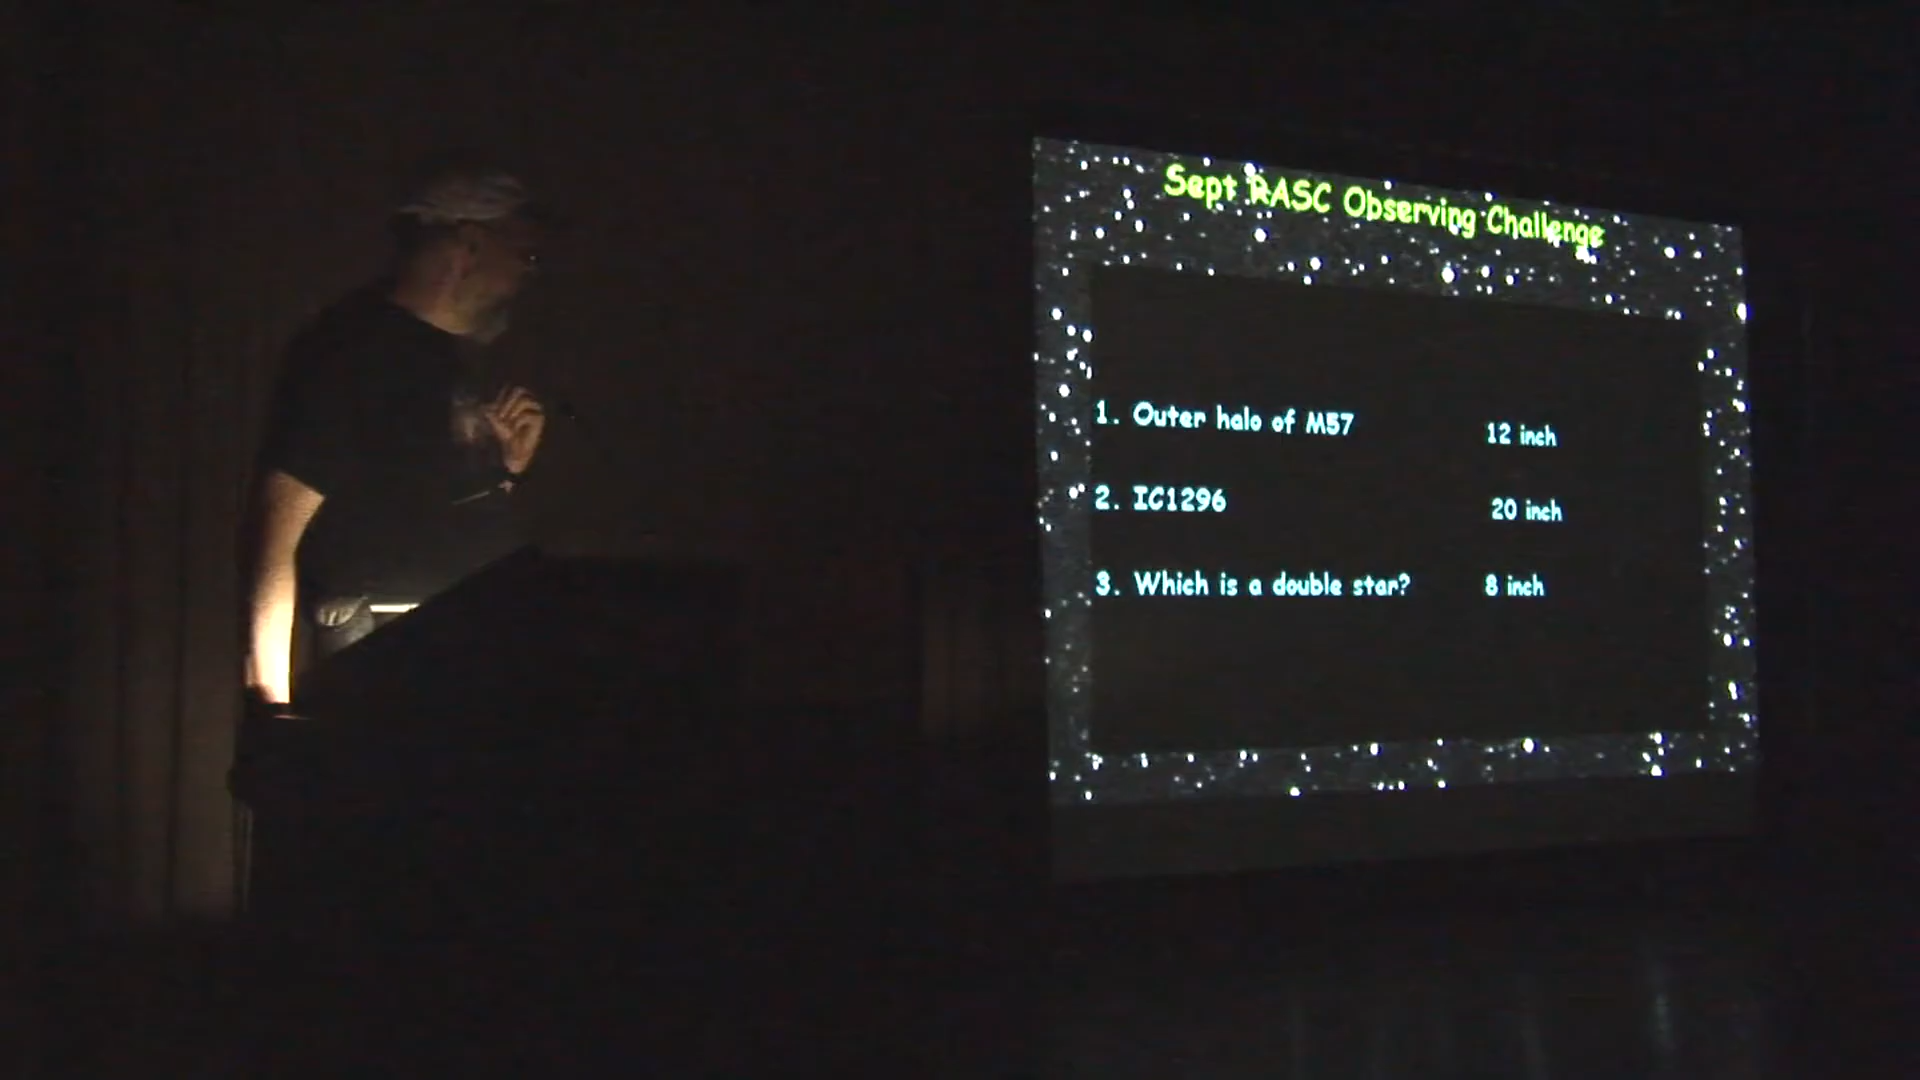 Sept RASC Observing Challenge
1. Outer halo of M57 12 inch
2. IC1296 20 inch
3. Which is a double star? 8 inch